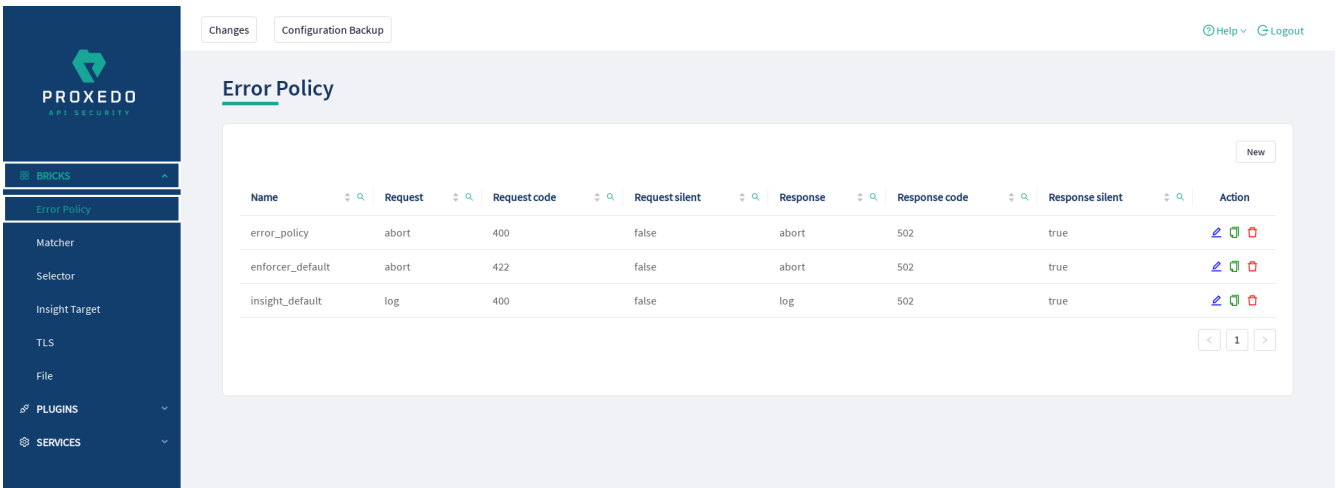 Changes Configuration Backup Help Logout
PROXEDO
API SECURITY
Error Policy
BRICKS
Error Policy
Matcher
Selector
Insight Target
TLS
File
PLUGINS
SERVICES
New
Name Request Request code Request silent Response Response code Response silent Action
error_policy abort 400 false abort 502 true
enforcer_default abort 422 false abort 502 true
insight_default log 400 false log 502 true
< 1 >